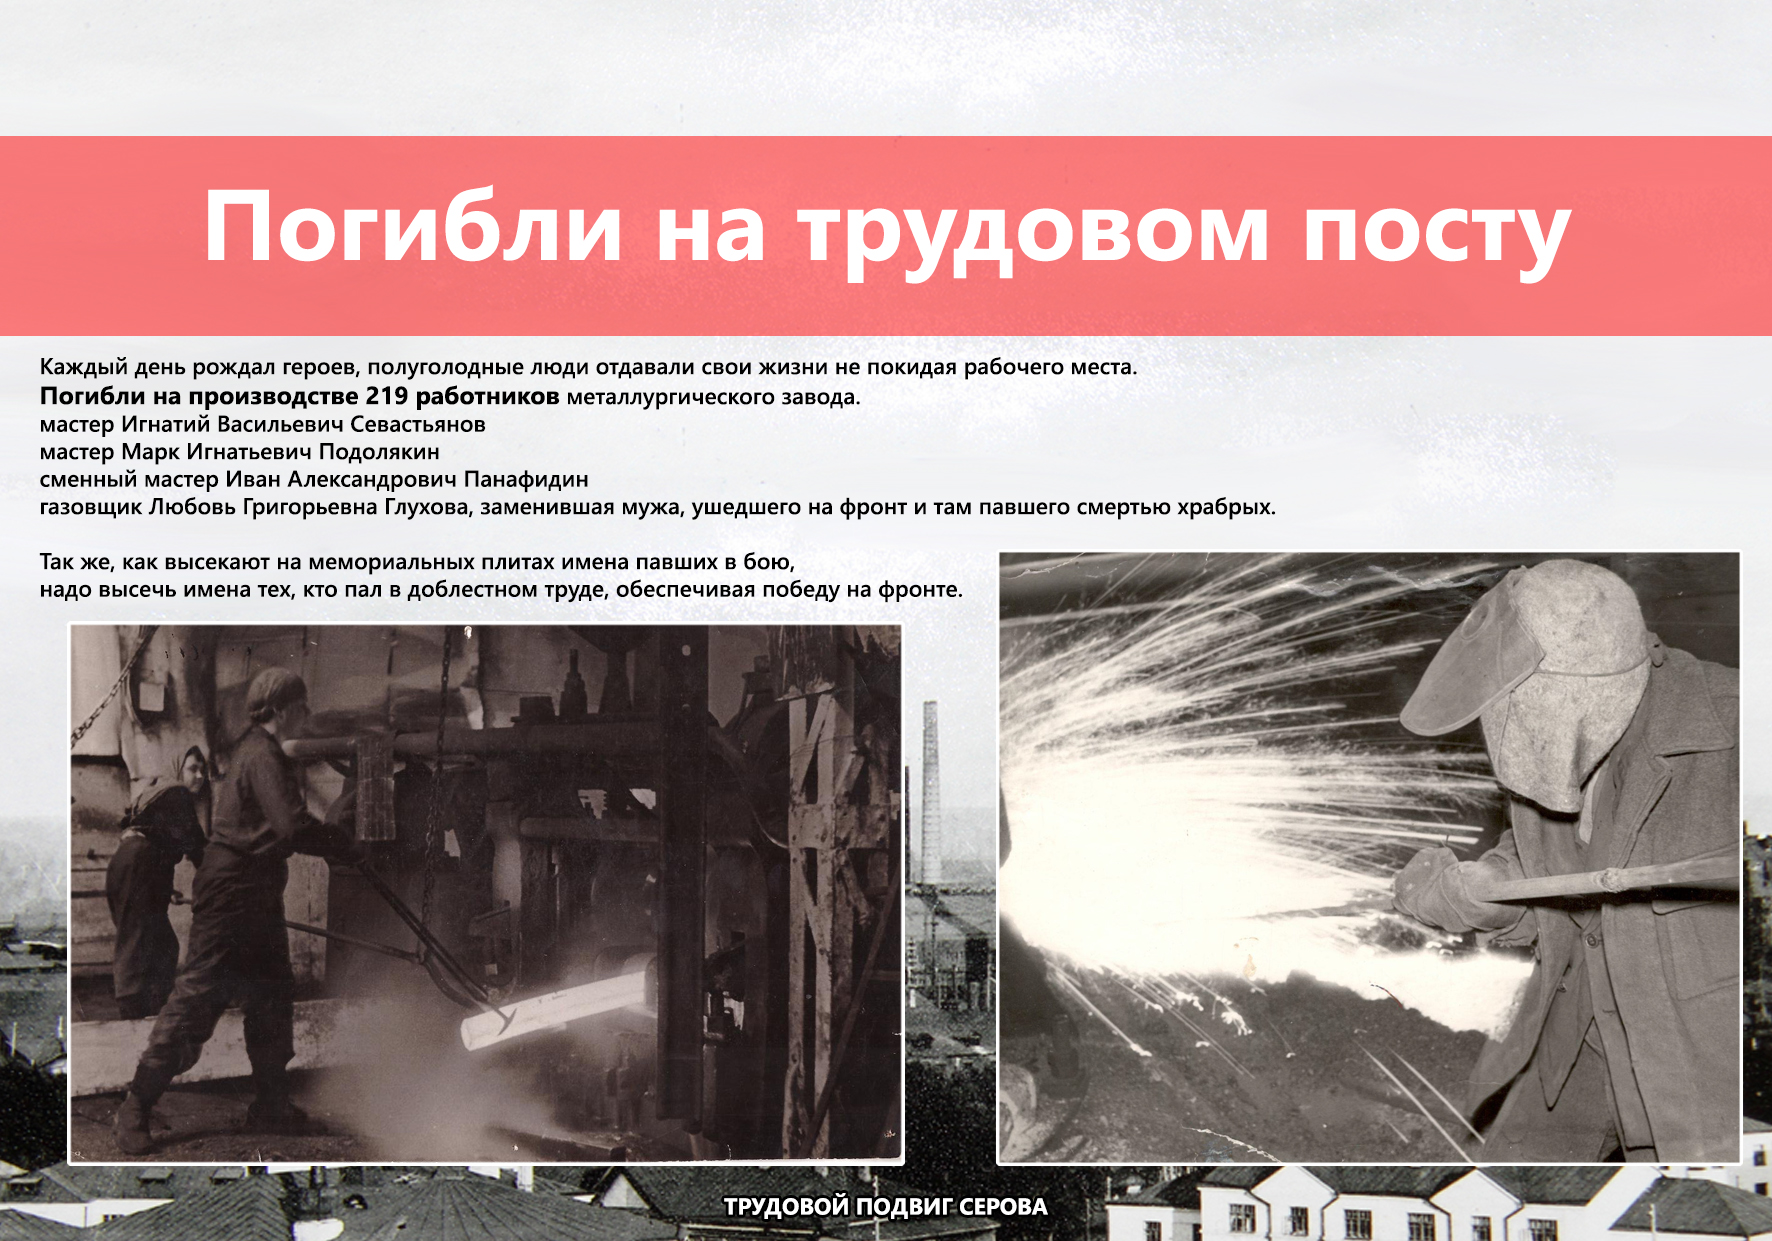 Погибли на трудовом посту
Каждый день рождал героев, полуголодные люди отдавали свои жизни не покидая рабочего места.
Погибли на производстве 219 работников металлургического завода.
мастер Игнатий Васильевич Севастьянов
мастер Марк Игнатьевич Подолякин
сменный мастер Иван Александрович Панафидин
газовщик Любовь Григорьевна Глухова, заменившая мужа, ушедшего на фронт и там павшего смертью храбрых.
Так же, как высекают на мемориальных плитах имена павших в бою,
надо высечь имена тех, кто пал в доблестном труде, обеспечивая победу на фронте.
ТРУДОВОЙ ПОДВИГ СЕРОВА